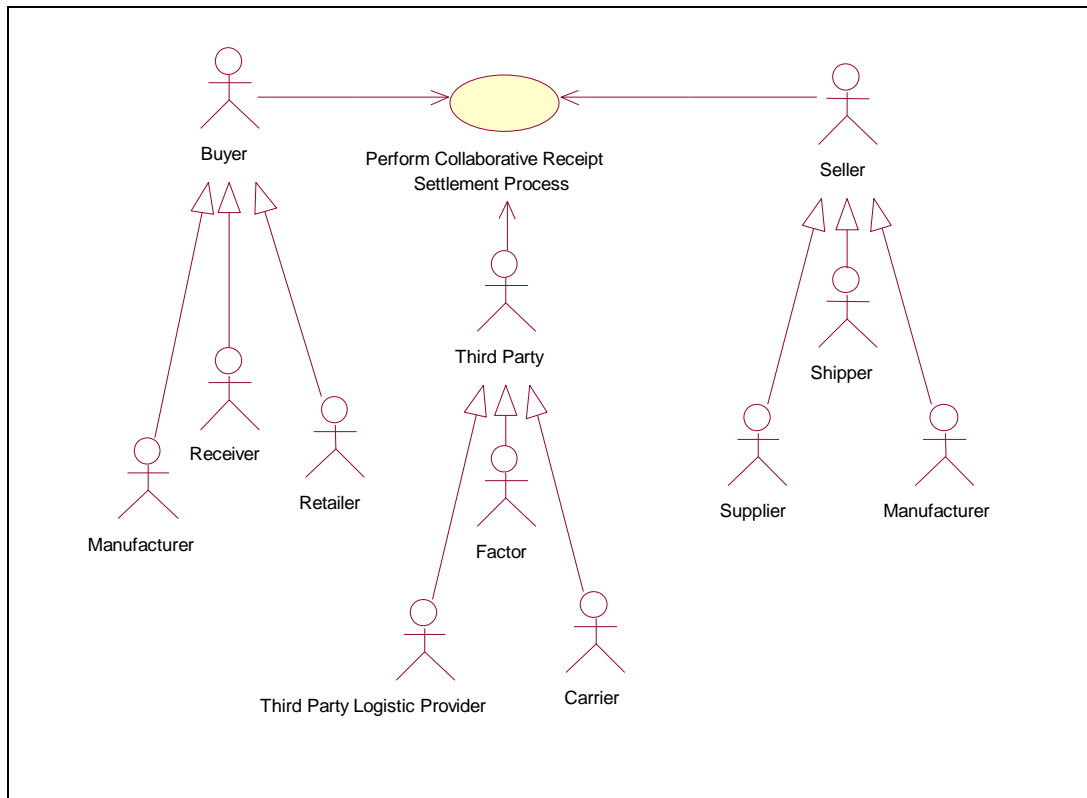 Buyer
Perform Collaborative Receipt
Settlement Process
Seller
Third Party
Shipper
Receiver
Retailer
Manufacturer
Supplier
Manufacturer
Factor
Third Party Logistic Provider
Carrier